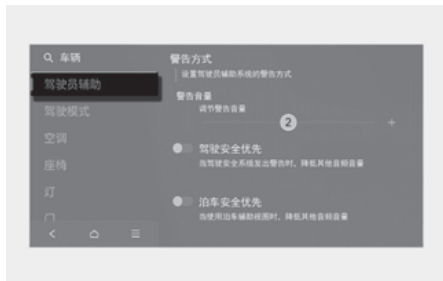 车辆
驾驶员辅助
驾驶模式
空调
座椅
灯
门
警告方式
设置驾驶员辅助系统的警告方式
警告音量
调节警告音量
2
+
驾驶安全优先
当驾驶安全系统发出警告时，降低其他音频音量
泊车安全优先
当使用泊车辅助视图时，降低其他音频音量